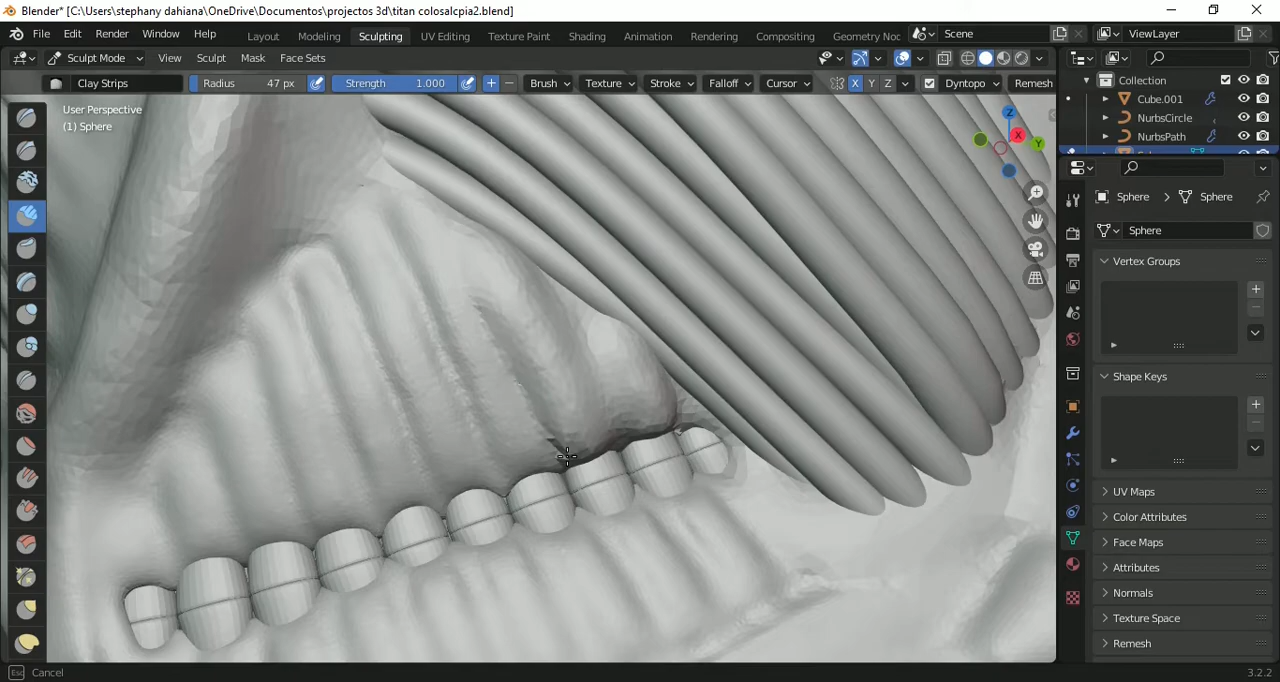 Blender* [C:\Users\stephany dahiana\OneDrive\Documentos\projectos 3d\titan colosalcpia2.blend]
File Edit Render Window Help Layout Modeling Sculpting UV Editing Texture Paint Shading Animation Rendering Compositing Geometry Noc Scene ViewLayer
Sculpt Mode View Sculpt Mask Face Sets
Clay Strips Radius 47 px Strength 1.000 Brush Texture Stroke Falloff Cursor X Y Z Dyntopo Remesh
Collection
Cube.001
NurbsCircle
NurbsPath
User Perspective
(1) Sphere
Z
X
Y
Sphere Sphere
Sphere
Vertex Groups
Shape Keys
UV Maps
Color Attributes
Face Maps
Attributes
Normals
Texture Space
Remesh
Esc Cancel 3.2.2